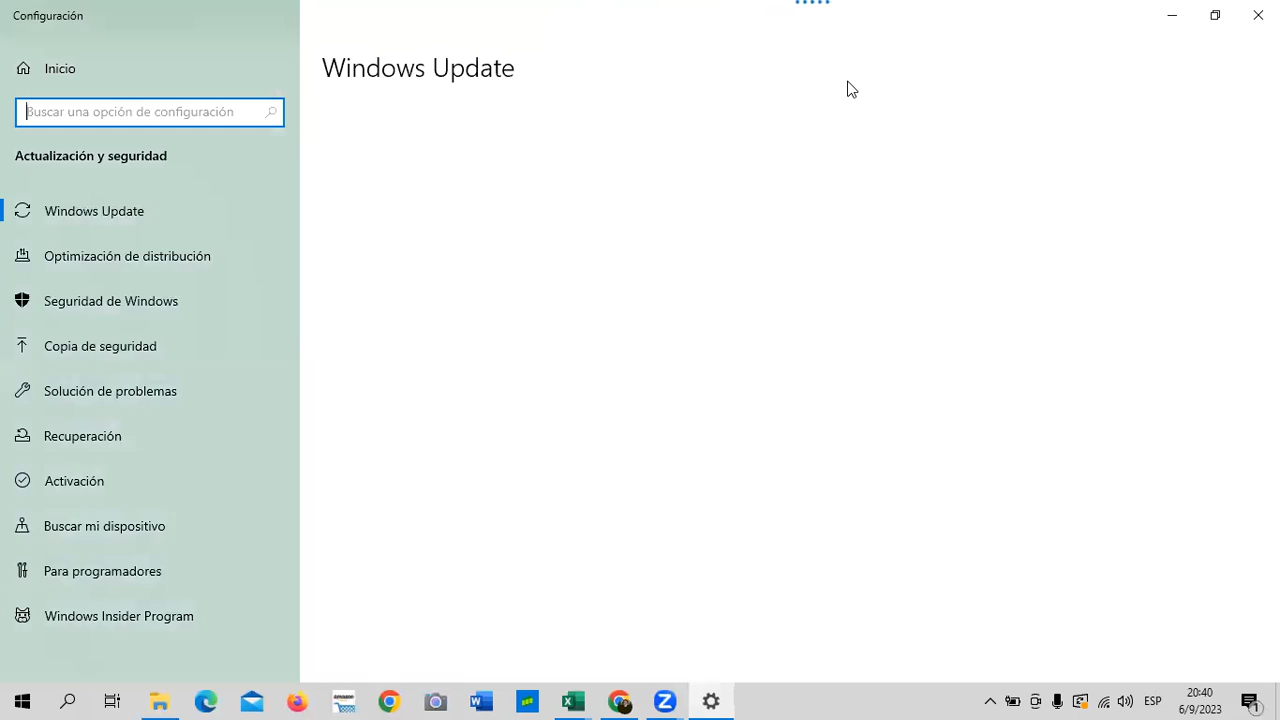 Configuración
Inicio
Buscar una opción de configuración
Actualización y seguridad
Windows Update
Optimización de distribución
Seguridad de Windows
Copia de seguridad
Solución de problemas
Recuperación
Activación
Buscar mi dispositivo
Para programadores
Windows Insider Program
Windows Update
ESP
20:40
6/9/2023
1